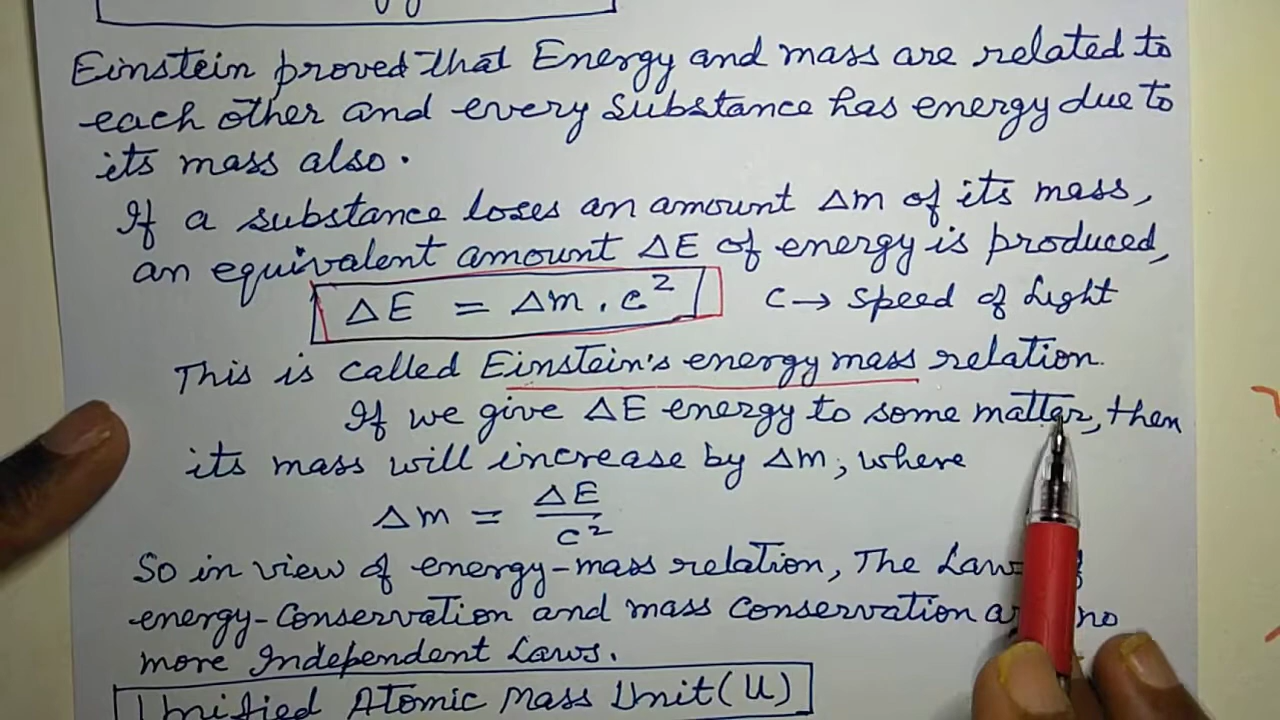 Einstein proved that Energy and mass are related to
each other and every substance has energy due to
its mass also.
If a substance loses an amount Δm of its mass,
an equivalent amount ΔE of energy is produced,
ΔE = Δm . c² c → speed of light
This is called Einstein's energy mass relation.
If we give ΔE energy to some matter, then
its mass will increase by Δm, where
Δm = ΔE / c²
So in view of energy-mass relation, The Law
energy-conservation and mass conservation no
more Independent Laws.
Unified Atomic Mass Unit (U)